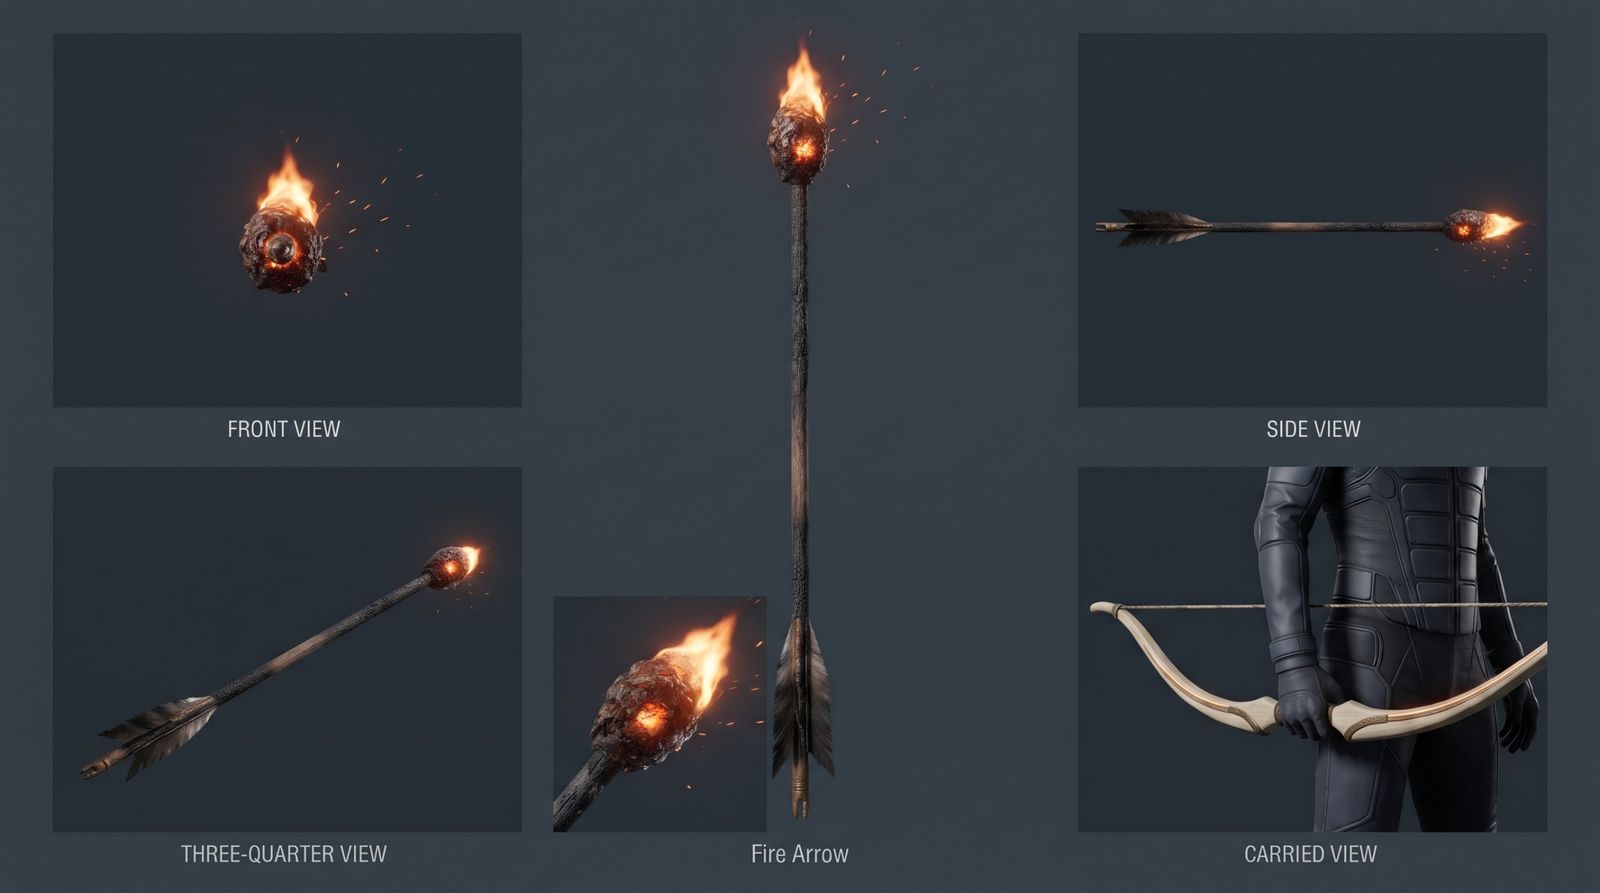 FRONT VIEW
SIDE VIEW
THREE-QUARTER VIEW
Fire Arrow
CARRIED VIEW